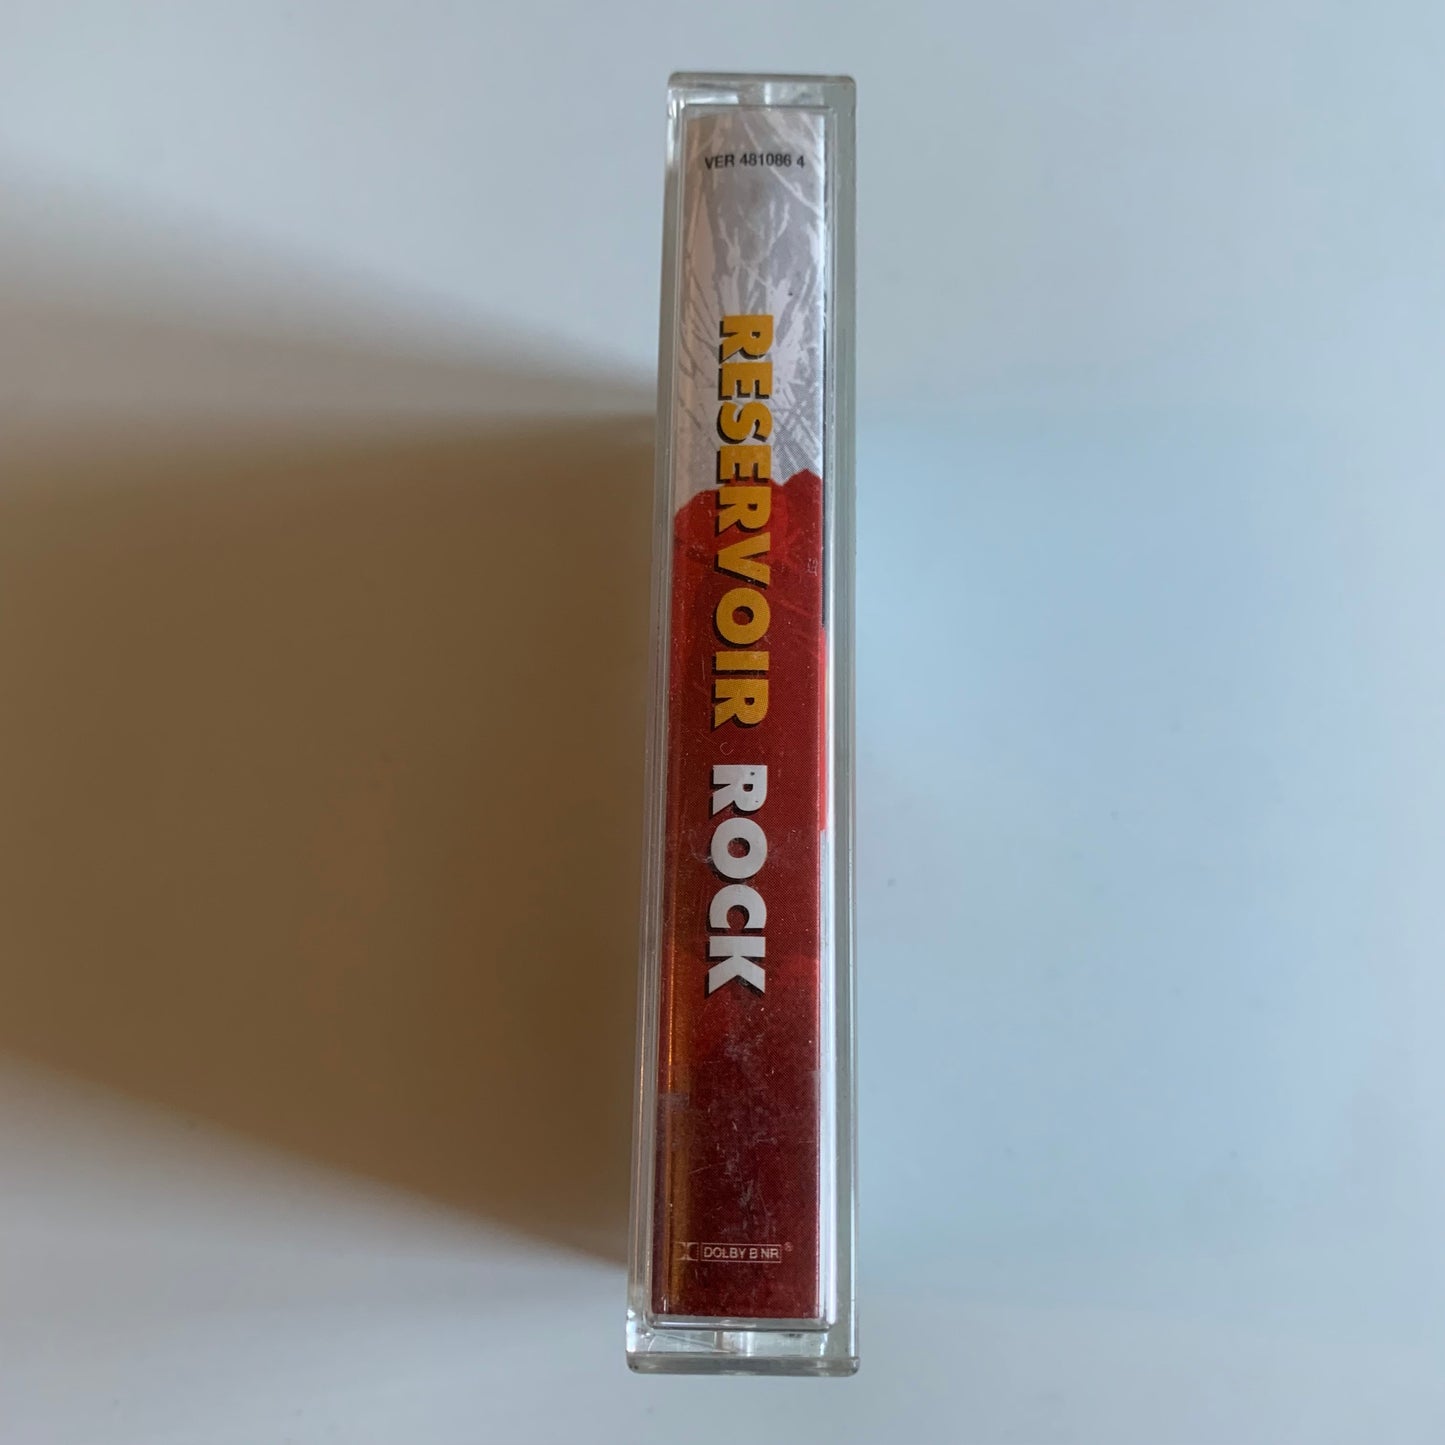 VER 481086 4
RESERVOIR ROCK
DOLBY B NR ®